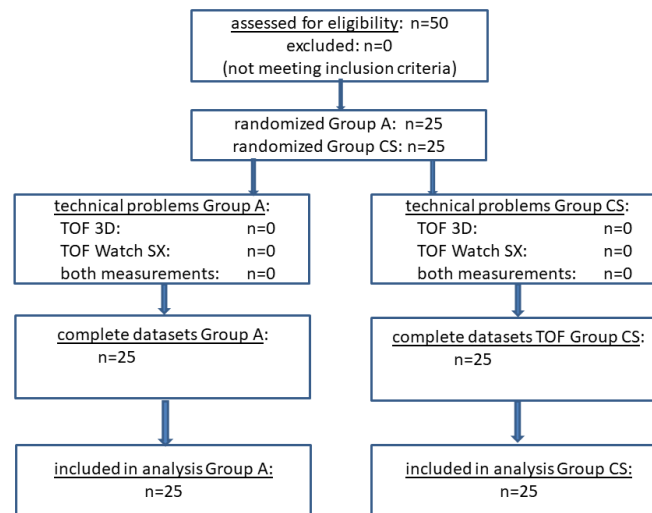 assessed for eligibility: n=50
excluded: n=0
(not meeting inclusion criteria)
randomized Group A: n=25
randomized Group CS: n=25
technical problems Group A:
TOF 3D: n=0
TOF Watch SX: n=0
both measurements: n=0
technical problems Group CS:
TOF 3D: n=0
TOF Watch SX: n=0
both measurements: n=0
complete datasets Group A:
n=25
complete datasets TOF Group CS:
n=25
included in analysis Group A:
n=25
included in analysis Group CS:
n=25